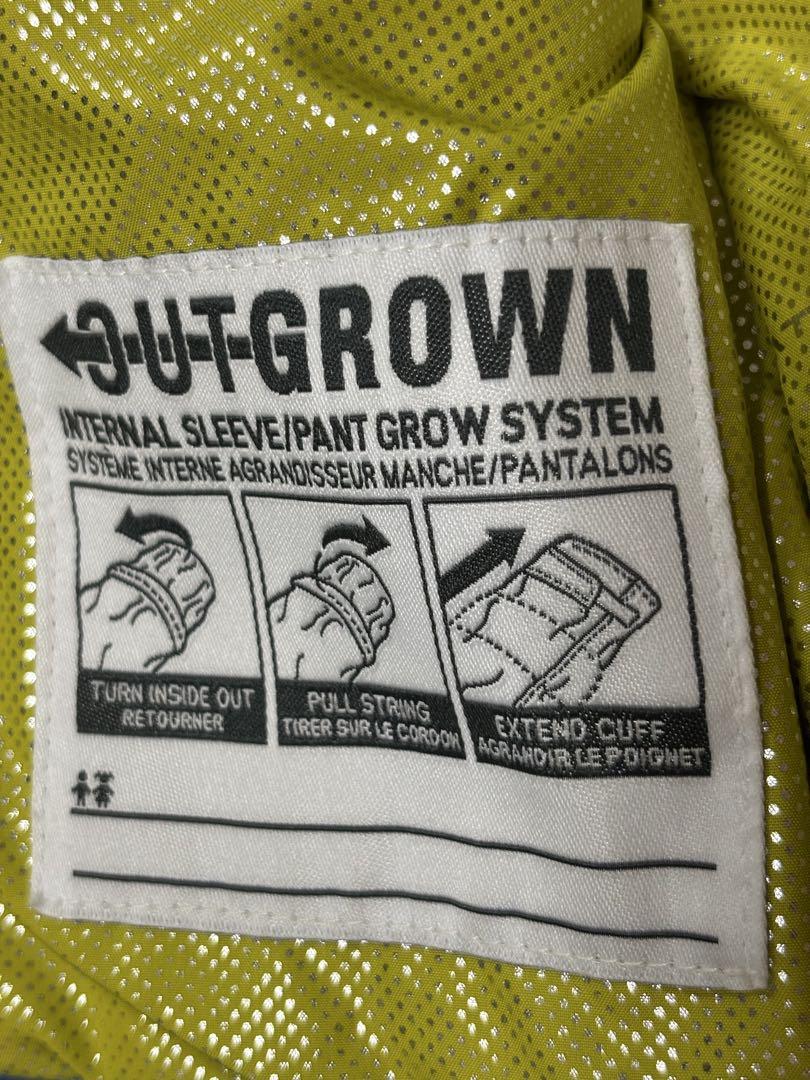 OUTGROWN
INTERNAL SLEEVE/PANT GROW SYSTEM
SYSTÈME INTERNE AGRANDISSEUR MANCHE/PANTALONS
TURN INSIDE OUT
RETOURNER
PULL STRING
TIRER SUR LE CORDON
EXTEND CUFF
AGRANDIR LE POIGNET